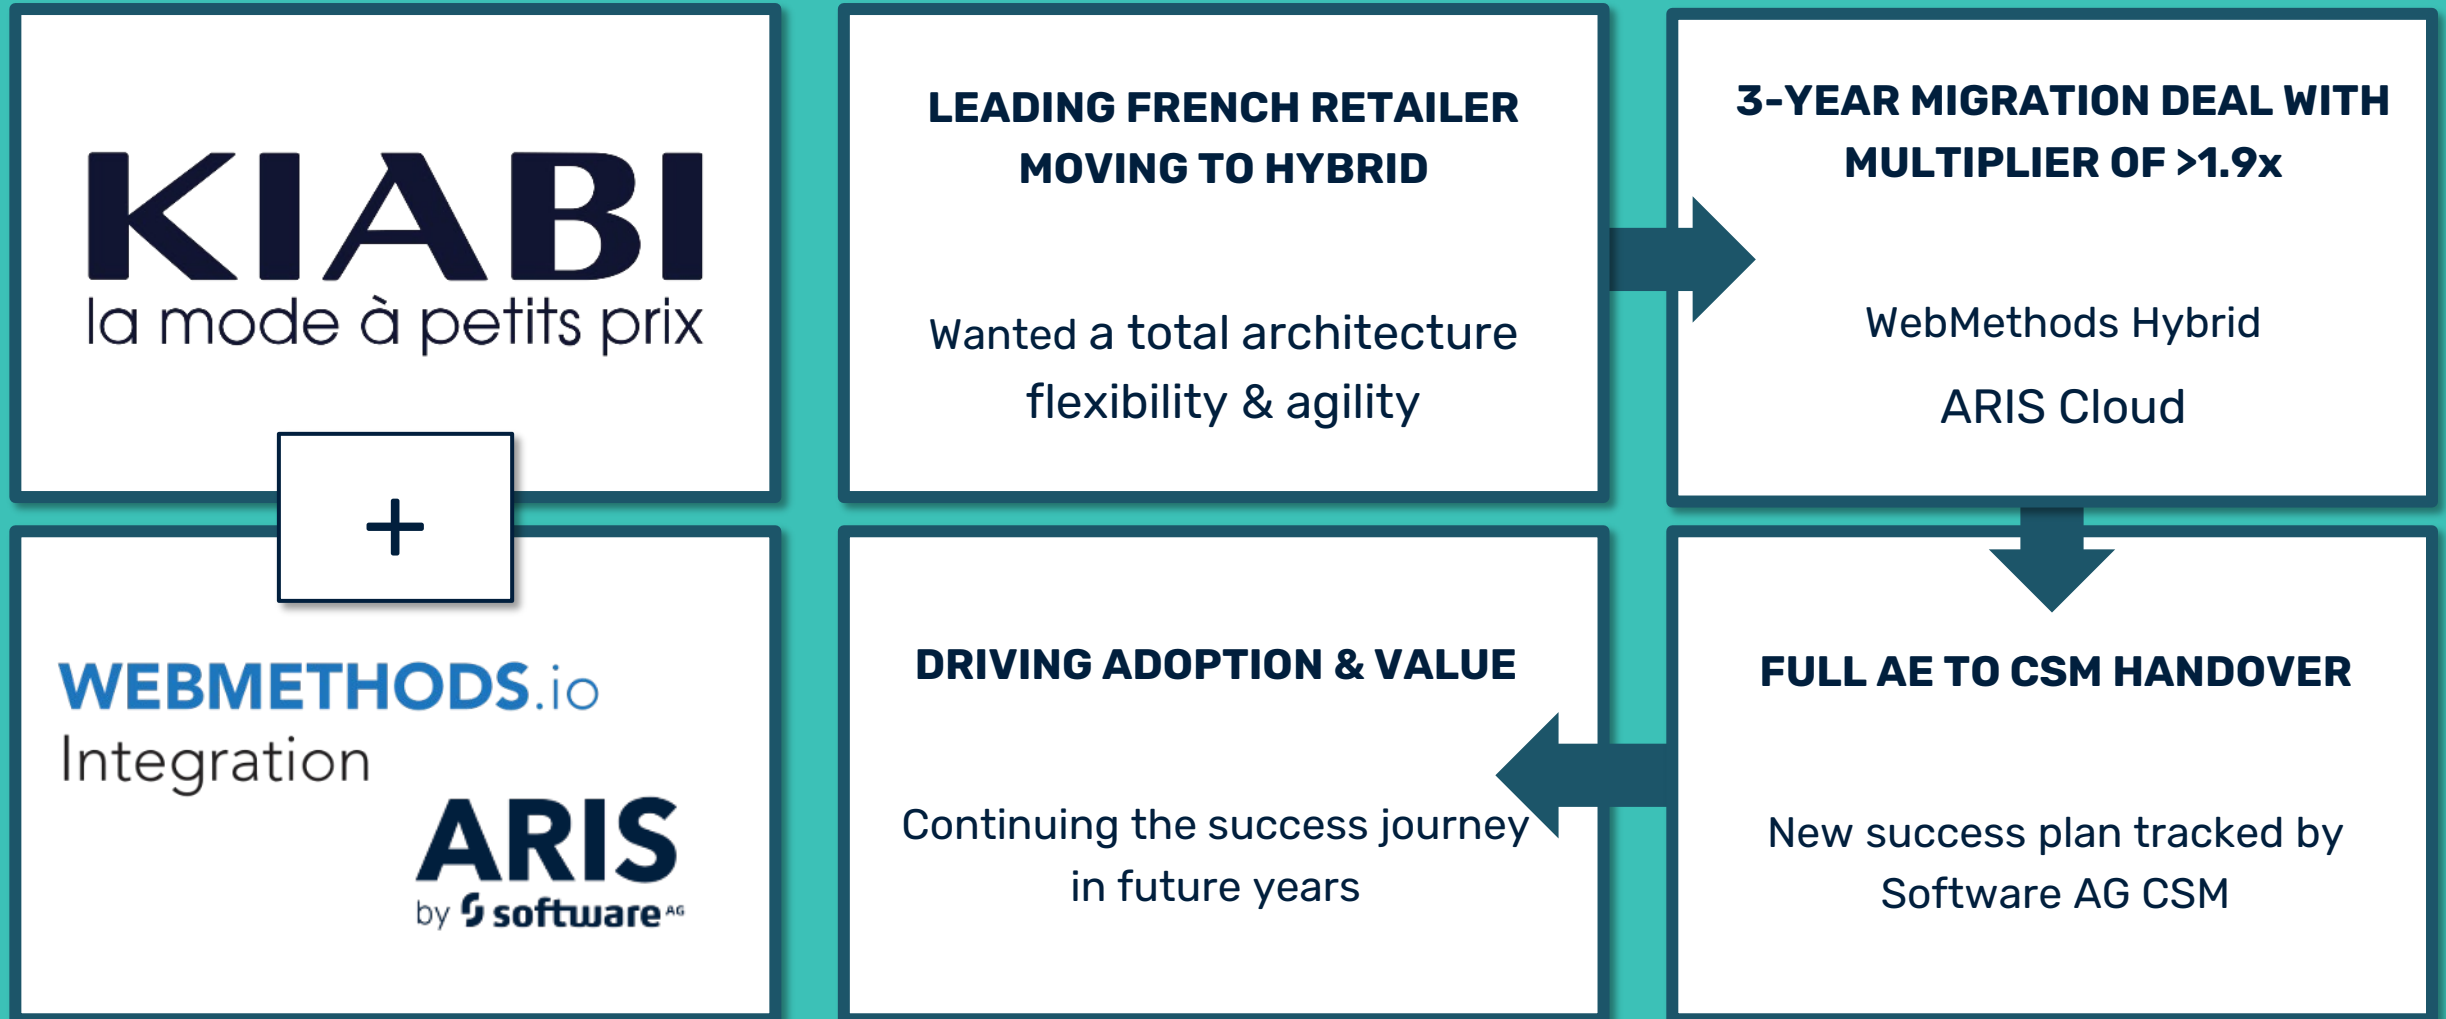 KIABI
la mode à petits prix
+
WEBMETHODS.io
Integration
ARIS
by software AG
LEADING FRENCH RETAILER
MOVING TO HYBRID
Wanted a total architecture
flexibility & agility
3-YEAR MIGRATION DEAL WITH
MULTIPLIER OF >1.9x
WebMethods Hybrid
ARIS Cloud
FULL AE TO CSM HANDOVER
New success plan tracked by
Software AG CSM
DRIVING ADOPTION & VALUE
Continuing the success journey
in future years